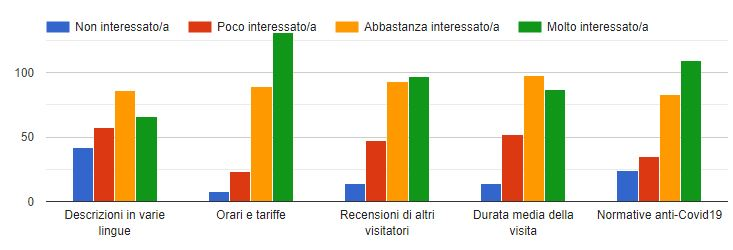 Non interessato/a Poco interessato/a Abbastanza interessato/a Molto interessato/a
100
50
0
Descrizioni in varie lingue
Orari e tariffe
Recensioni di altri visitatori
Durata media della visita
Normative anti-Covid19